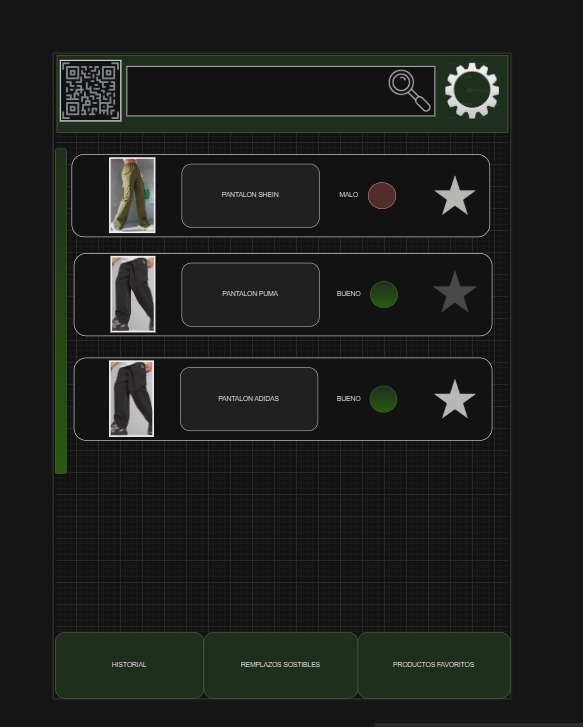 PANTALON SHEIN
MALO
PANTALON PUMA
BUENO
PANTALON ADIDAS
BUENO
HISTORIAL
REMPLAZOS SOSTIBLES
PRODUCTOS FAVORITOS